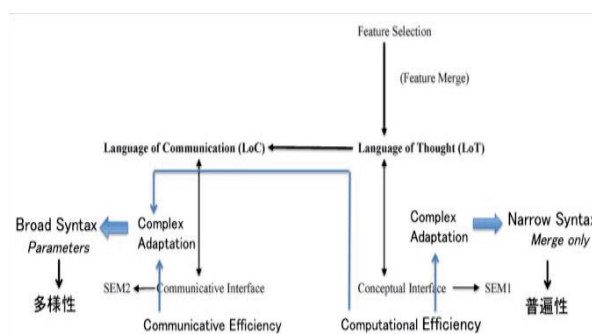 Feature Selection
(Feature Merge)
Language of Communication (LoC)
Language of Thought (LoT)
Broad Syntax
Parameters
Complex
Adaptation
Complex
Adaptation
Narrow Syntax
Merge only
多様性
SEM2
Communicative Interface
Conceptual Interface
SEM1
普遍性
Communicative Efficiency
Computational Efficiency